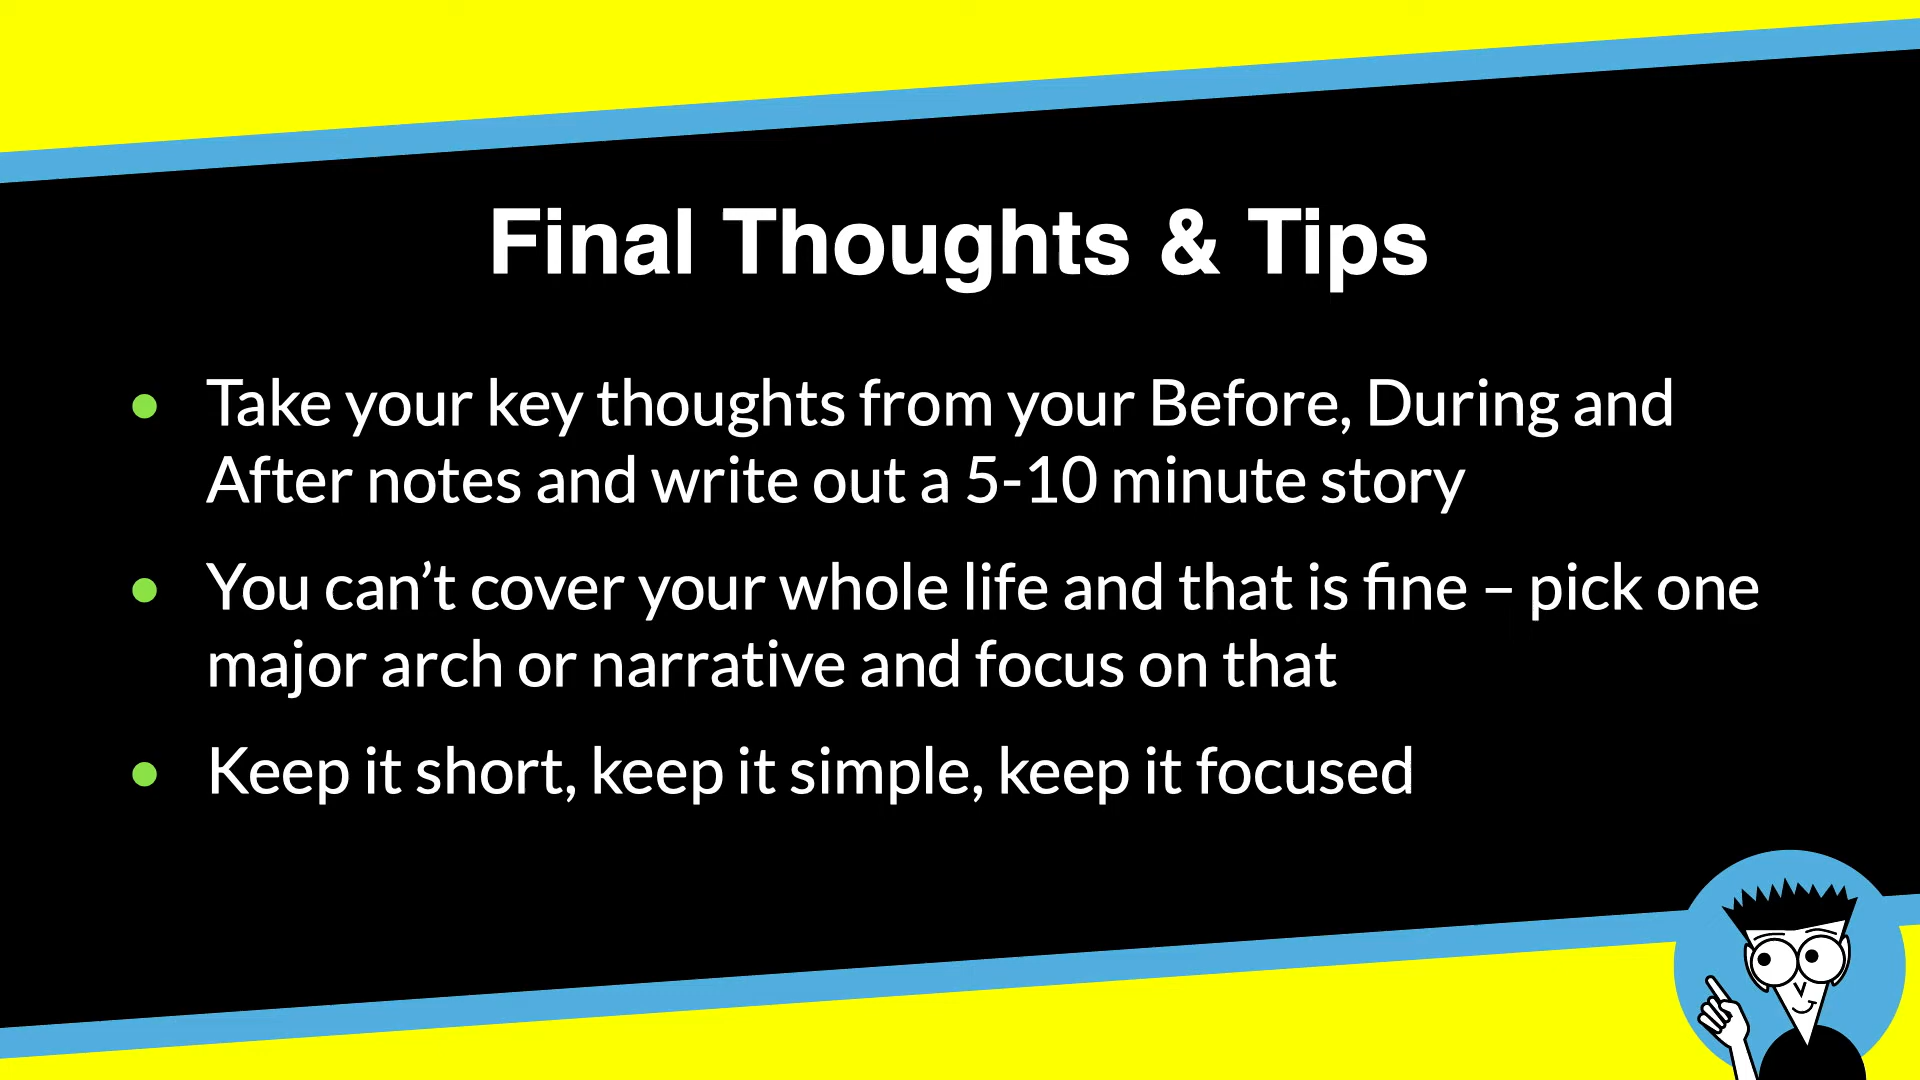 Final Thoughts & Tips
• Take your key thoughts from your Before, During and
After notes and write out a 5-10 minute story
• You can’t cover your whole life and that is fine – pick one
major arch or narrative and focus on that
• Keep it short, keep it simple, keep it focused